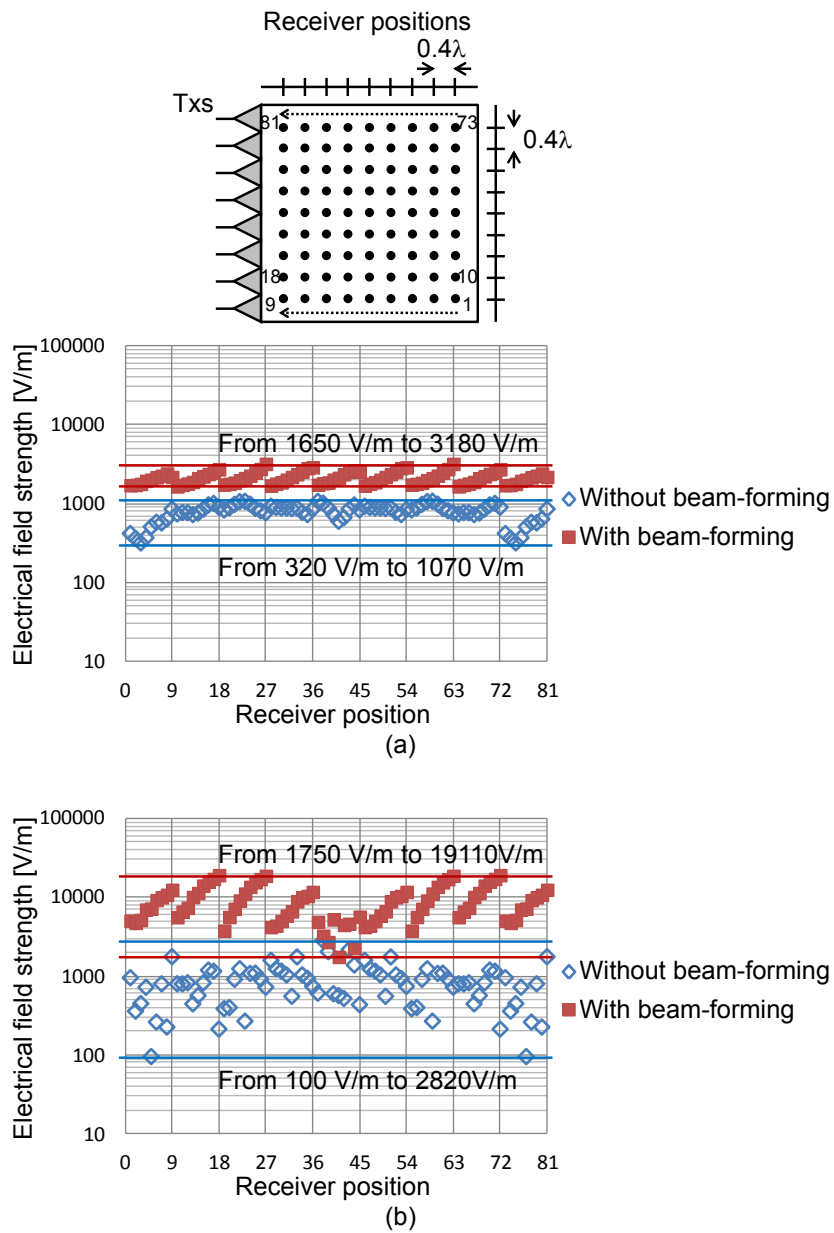 Receiver positions
0.4λ
Txs
81
73
0.4λ
18
10
9
1
Electrical field strength [V/m]
100000
10000
1000
100
10
From 1650 V/m to 3180 V/m
From 320 V/m to 1070 V/m
Without beam-forming
With beam-forming
0 9 18 27 36 45 54 63 72 81
Receiver position
(a)
Electrical field strength [V/m]
100000
10000
1000
100
10
From 1750 V/m to 19110V/m
From 100 V/m to 2820V/m
Without beam-forming
With beam-forming
0 9 18 27 36 45 54 63 72 81
Receiver position
(b)